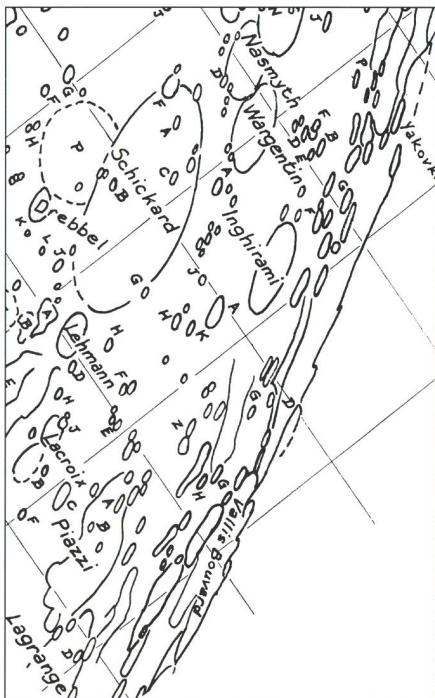 J
N
J
Nasmyth
G
F
D
P
F
H
A
Wargentin
F
B
D
E
Yakovk
P
Schickard
C
A
B
G
Drebbel
Inghirami
F
K
L
J
J
G
A
B
A
H
K
Lehmann
H
D
F
E
H
G
D
E
J
Z
Lacroix
B
G
H
C
A
Vallis Bouvard
F
B
Piazzi
B
Lagrange
D